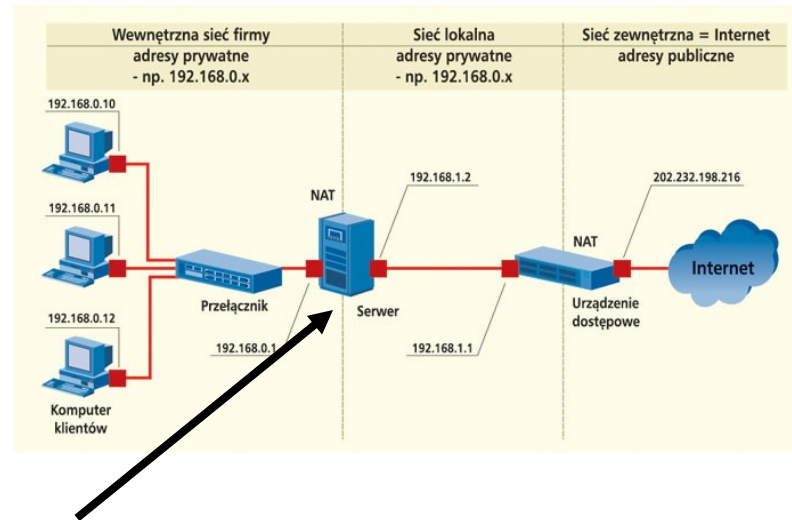 Wewnętrzna sieć firmy
adresy prywatne
- np. 192.168.0.x
Sieć lokalna
adresy prywatne
- np. 192.168.0.x
Sieć zewnętrzna = Internet
adresy publiczne
192.168.0.10
192.168.0.11
192.168.0.12
Komputer
klientów
Przełącznik
192.168.0.1
NAT
Serwer
192.168.1.2
192.168.1.1
NAT
Urządzenie
dostępowe
202.232.198.216
Internet